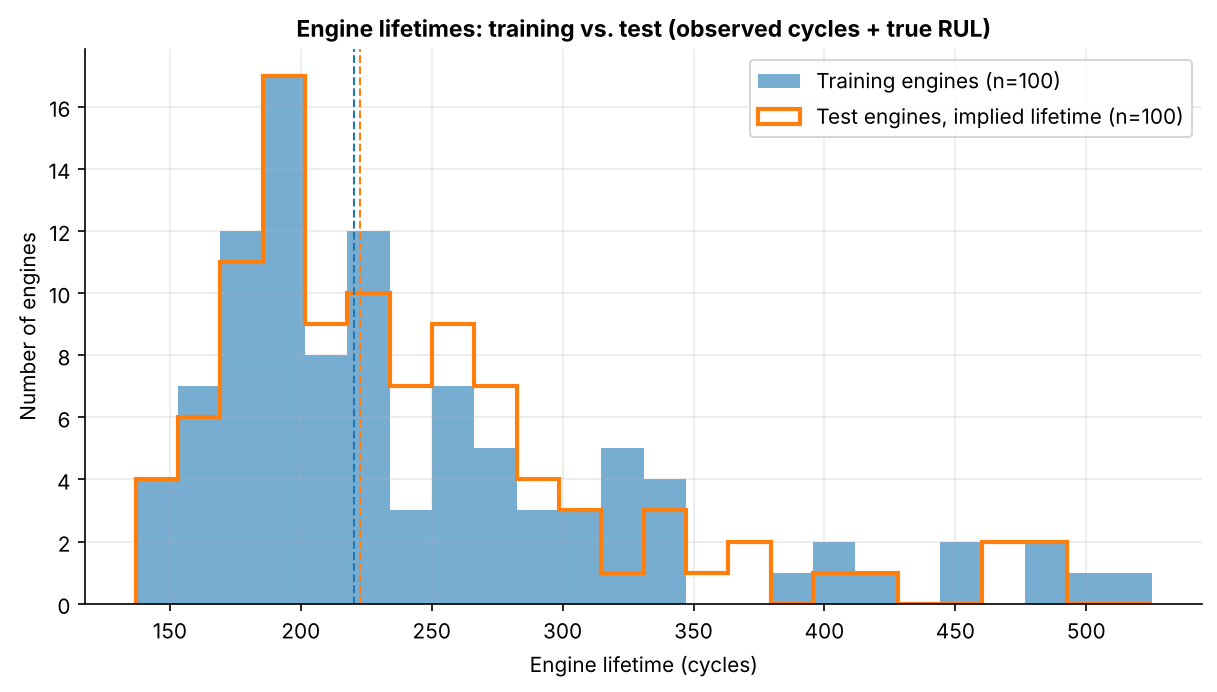 Engine lifetimes: training vs. test (observed cycles + true RUL)
Training engines (n=100)
Test engines, implied lifetime (n=100)
Number of engines
16
14
12
10
8
6
4
2
0
150 200 250 300 350 400 450 500
Engine lifetime (cycles)